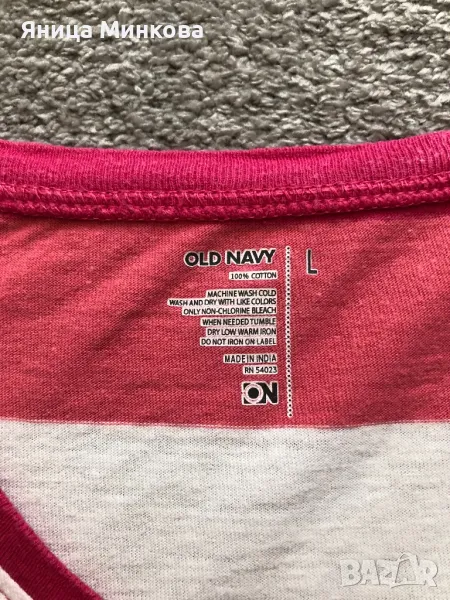 Яница Минкова
OLD NAVY
L
100% COTTON
MACHINE WASH COLD
WASH AND DRY WITH LIKE COLORS
ONLY NON-CHLORINE BLEACH
WHEN NEEDED TUMBLE
DRY LOW WARM IRON
DO NOT IRON ON LABEL
MADE IN INDIA
RN 54023
ON
BAZAR